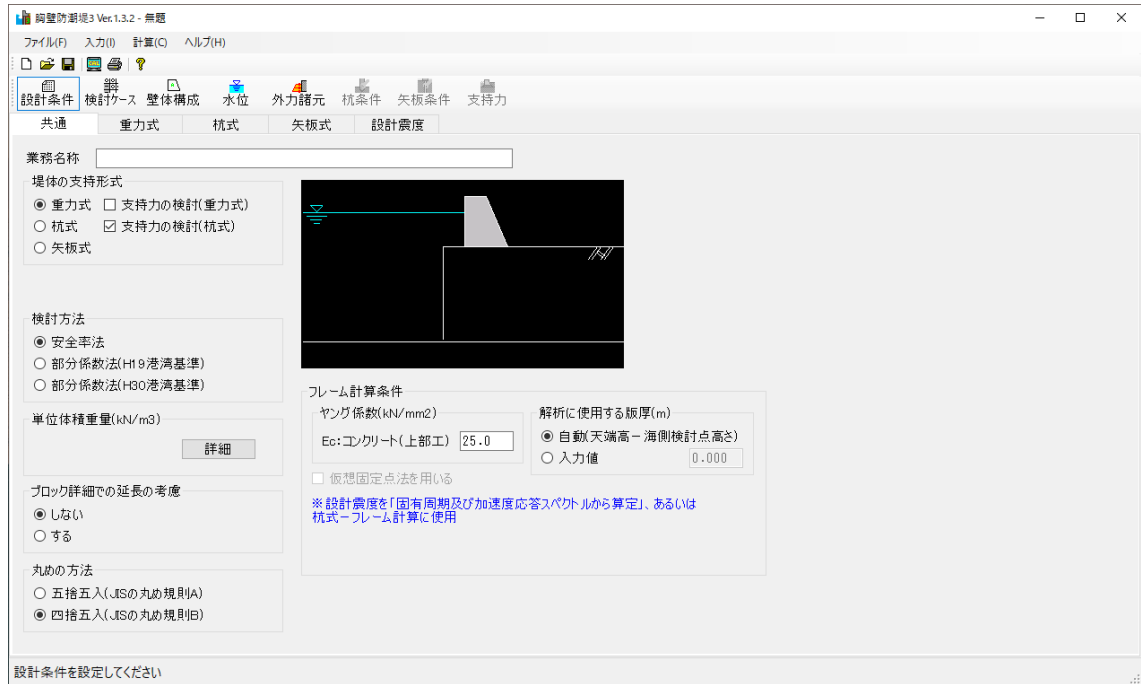 胸壁防潮堤3 Ver.1.3.2 - 無題
ファイル(F) 入力(I) 計算(C) ヘルプ(H)
設計条件 検討ケース 壁体構成 水位 外力諸元 杭条件 矢板条件 支持力
共通 重力式 杭式 矢板式 設計震度
業務名称
堤体の支持形式
重力式 支持力の検討(重力式)
杭式 支持力の検討(杭式)
矢板式
検討方法
安全率法
部分係数法(H19港湾基準)
部分係数法(H30港湾基準)
単位体積重量(kN/m3)
詳細
ブロック詳細での延長の考慮
しない
する
丸めの方法
五捨五入(JISの丸め規則A)
四捨五入(JISの丸め規則B)
フレーム計算条件
ヤング係数(kN/mm2)
Ec:コンクリート(上部工) 25.0
解析に使用する版厚(m)
自動(天端高－海側検討点高さ)
入力値 0.000
仮想固定点法を用いる
※設計震度を「固有周期及び加速度応答スペクトルから算定」、あるいは
杭式－フレーム計算に使用
設計条件を設定してください